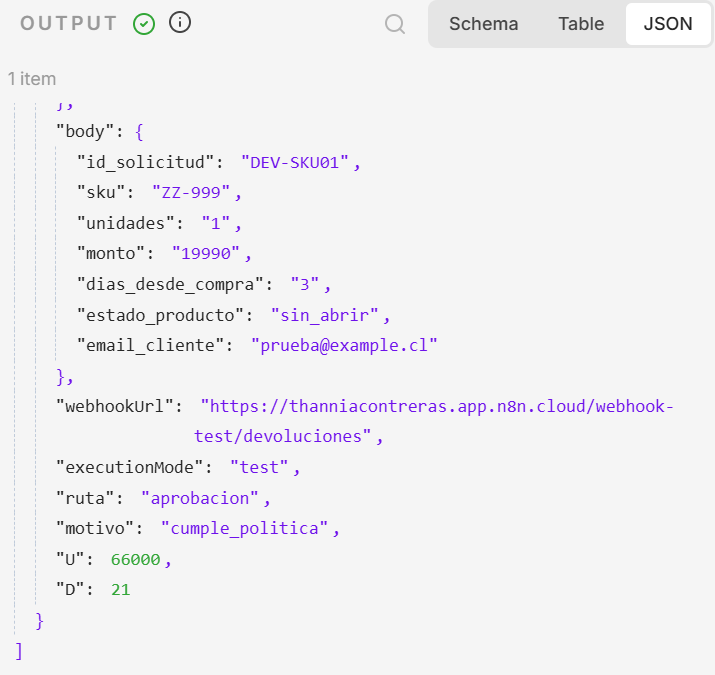 OUTPUT
Schema Table JSON
1 item
},
"body": {
"id_solicitud": "DEV-SKU01",
"sku": "ZZ-999",
"unidades": "1",
"monto": "19990",
"dias_desde_compra": "3",
"estado_producto": "sin_abrir",
"email_cliente": "prueba@example.cl"
},
"webhookUrl": "https://thanniacontreras.app.n8n.cloud/webhook-
test/devoluciones",
"executionMode": "test",
"ruta": "aprobacion",
"motivo": "cumple_politica",
"U": 66000,
"D": 21
}
]